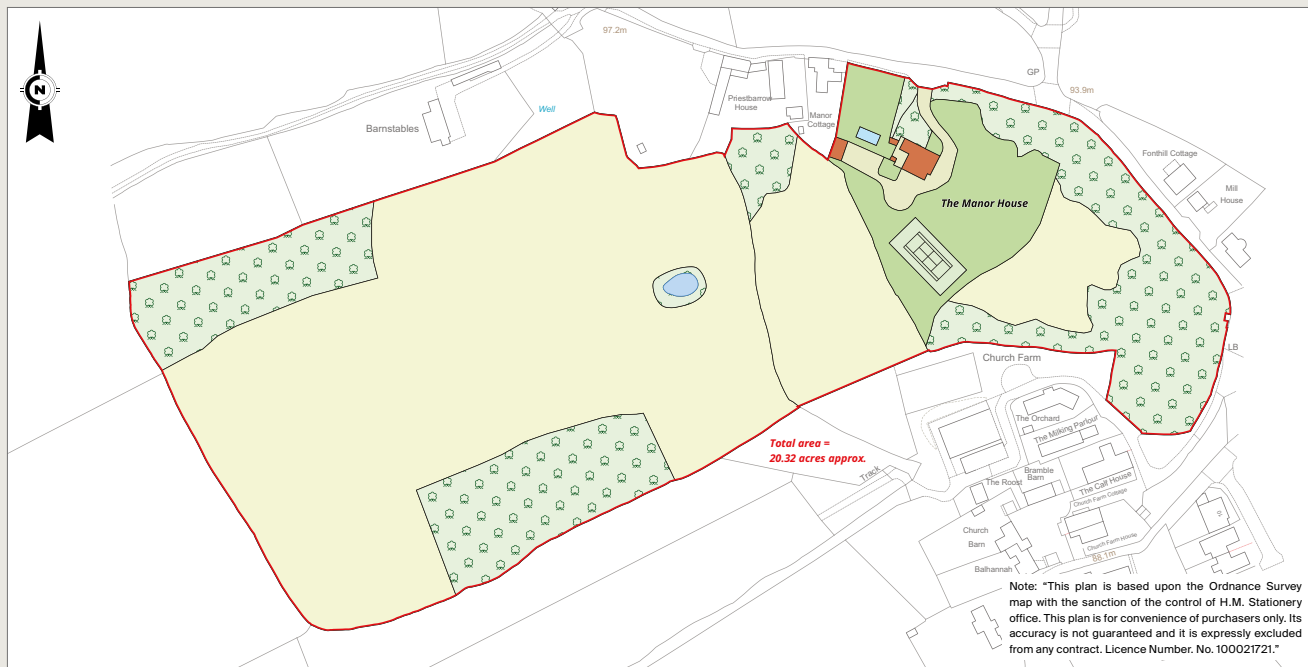 97.2m
N
GP
93.9m
Well
Priestbarrow
House
Manor
Cottage
Barnstables
Fonthill Cottage
Mill
House
The Manor House
LB
Church Farm
The Orchard
The Milking Parlour
Total area =
20.32 acres approx.
Track
Bramble
Barn
The Roost
The Calf House
Church Farm Cottage
Church
Barn
Church Farm House
88.1m
Balhannah
Note: “This plan is based upon the Ordnance Survey
map with the sanction of the control of H.M. Stationery
office. This plan is for convenience of purchasers only. Its
accuracy is not guaranteed and it is expressly excluded
from any contract. Licence Number. No. 100021721.”